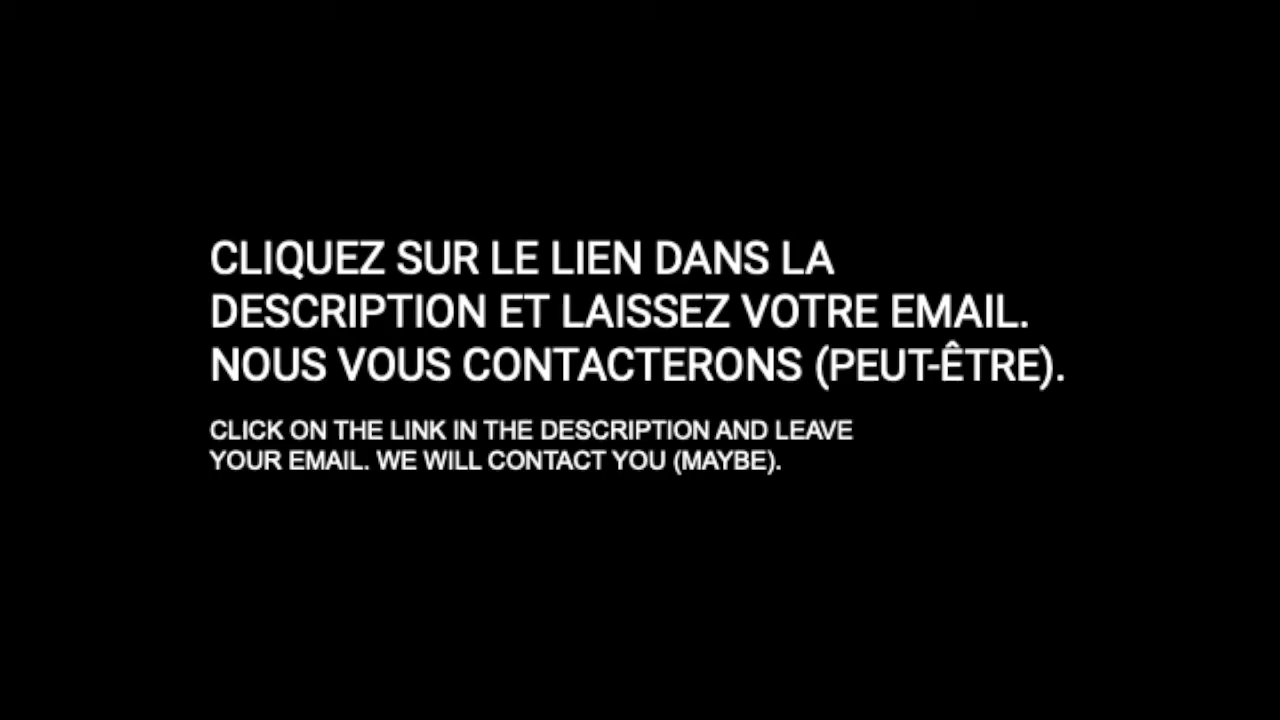 CLIQUEZ SUR LE LIEN DANS LA
DESCRIPTION ET LAISSEZ VOTRE EMAIL.
NOUS VOUS CONTACTERONS (PEUT-ÊTRE).
CLICK ON THE LINK IN THE DESCRIPTION AND LEAVE
YOUR EMAIL. WE WILL CONTACT YOU (MAYBE).